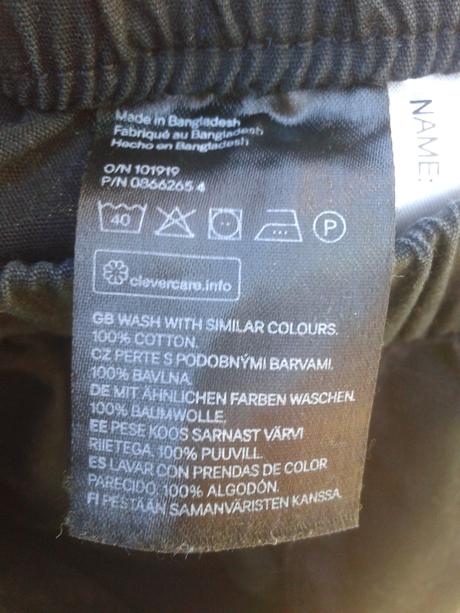 Made in Bangladesh
Fabriqué au Bangladesh
Hecho en Bangladesh
O/N 101919
P/N 0866265 4
40
P
clevercare.info
GB WASH WITH SIMILAR COLOURS.
100% COTTON.
CZ PERTE S PODOBNÝMI BARVAMI.
100% BAVLNA.
DE MIT ÄHNLICHEN FARBEN WASCHEN.
100% BAUMWOLLE.
EE PESE KOOS SARNAST VÄRVI
RIIETEGA. 100% PUUVILL.
ES LAVAR CON PRENDAS DE COLOR
PARECIDO. 100% ALGODÓN.
FI PESTÄÄN SAMANVÄRISTEN KANSSA.
NAME: